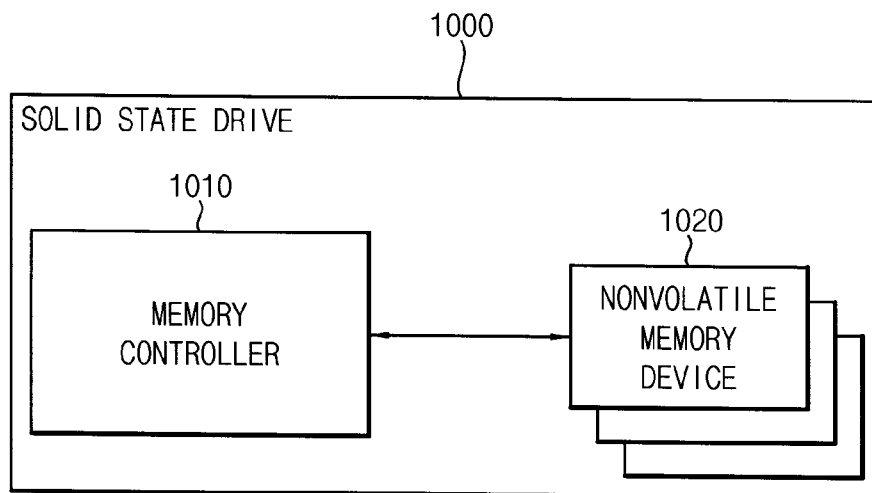 1000
SOLID STATE DRIVE
1010
MEMORY
CONTROLLER
1020
NONVOLATILE
MEMORY
DEVICE